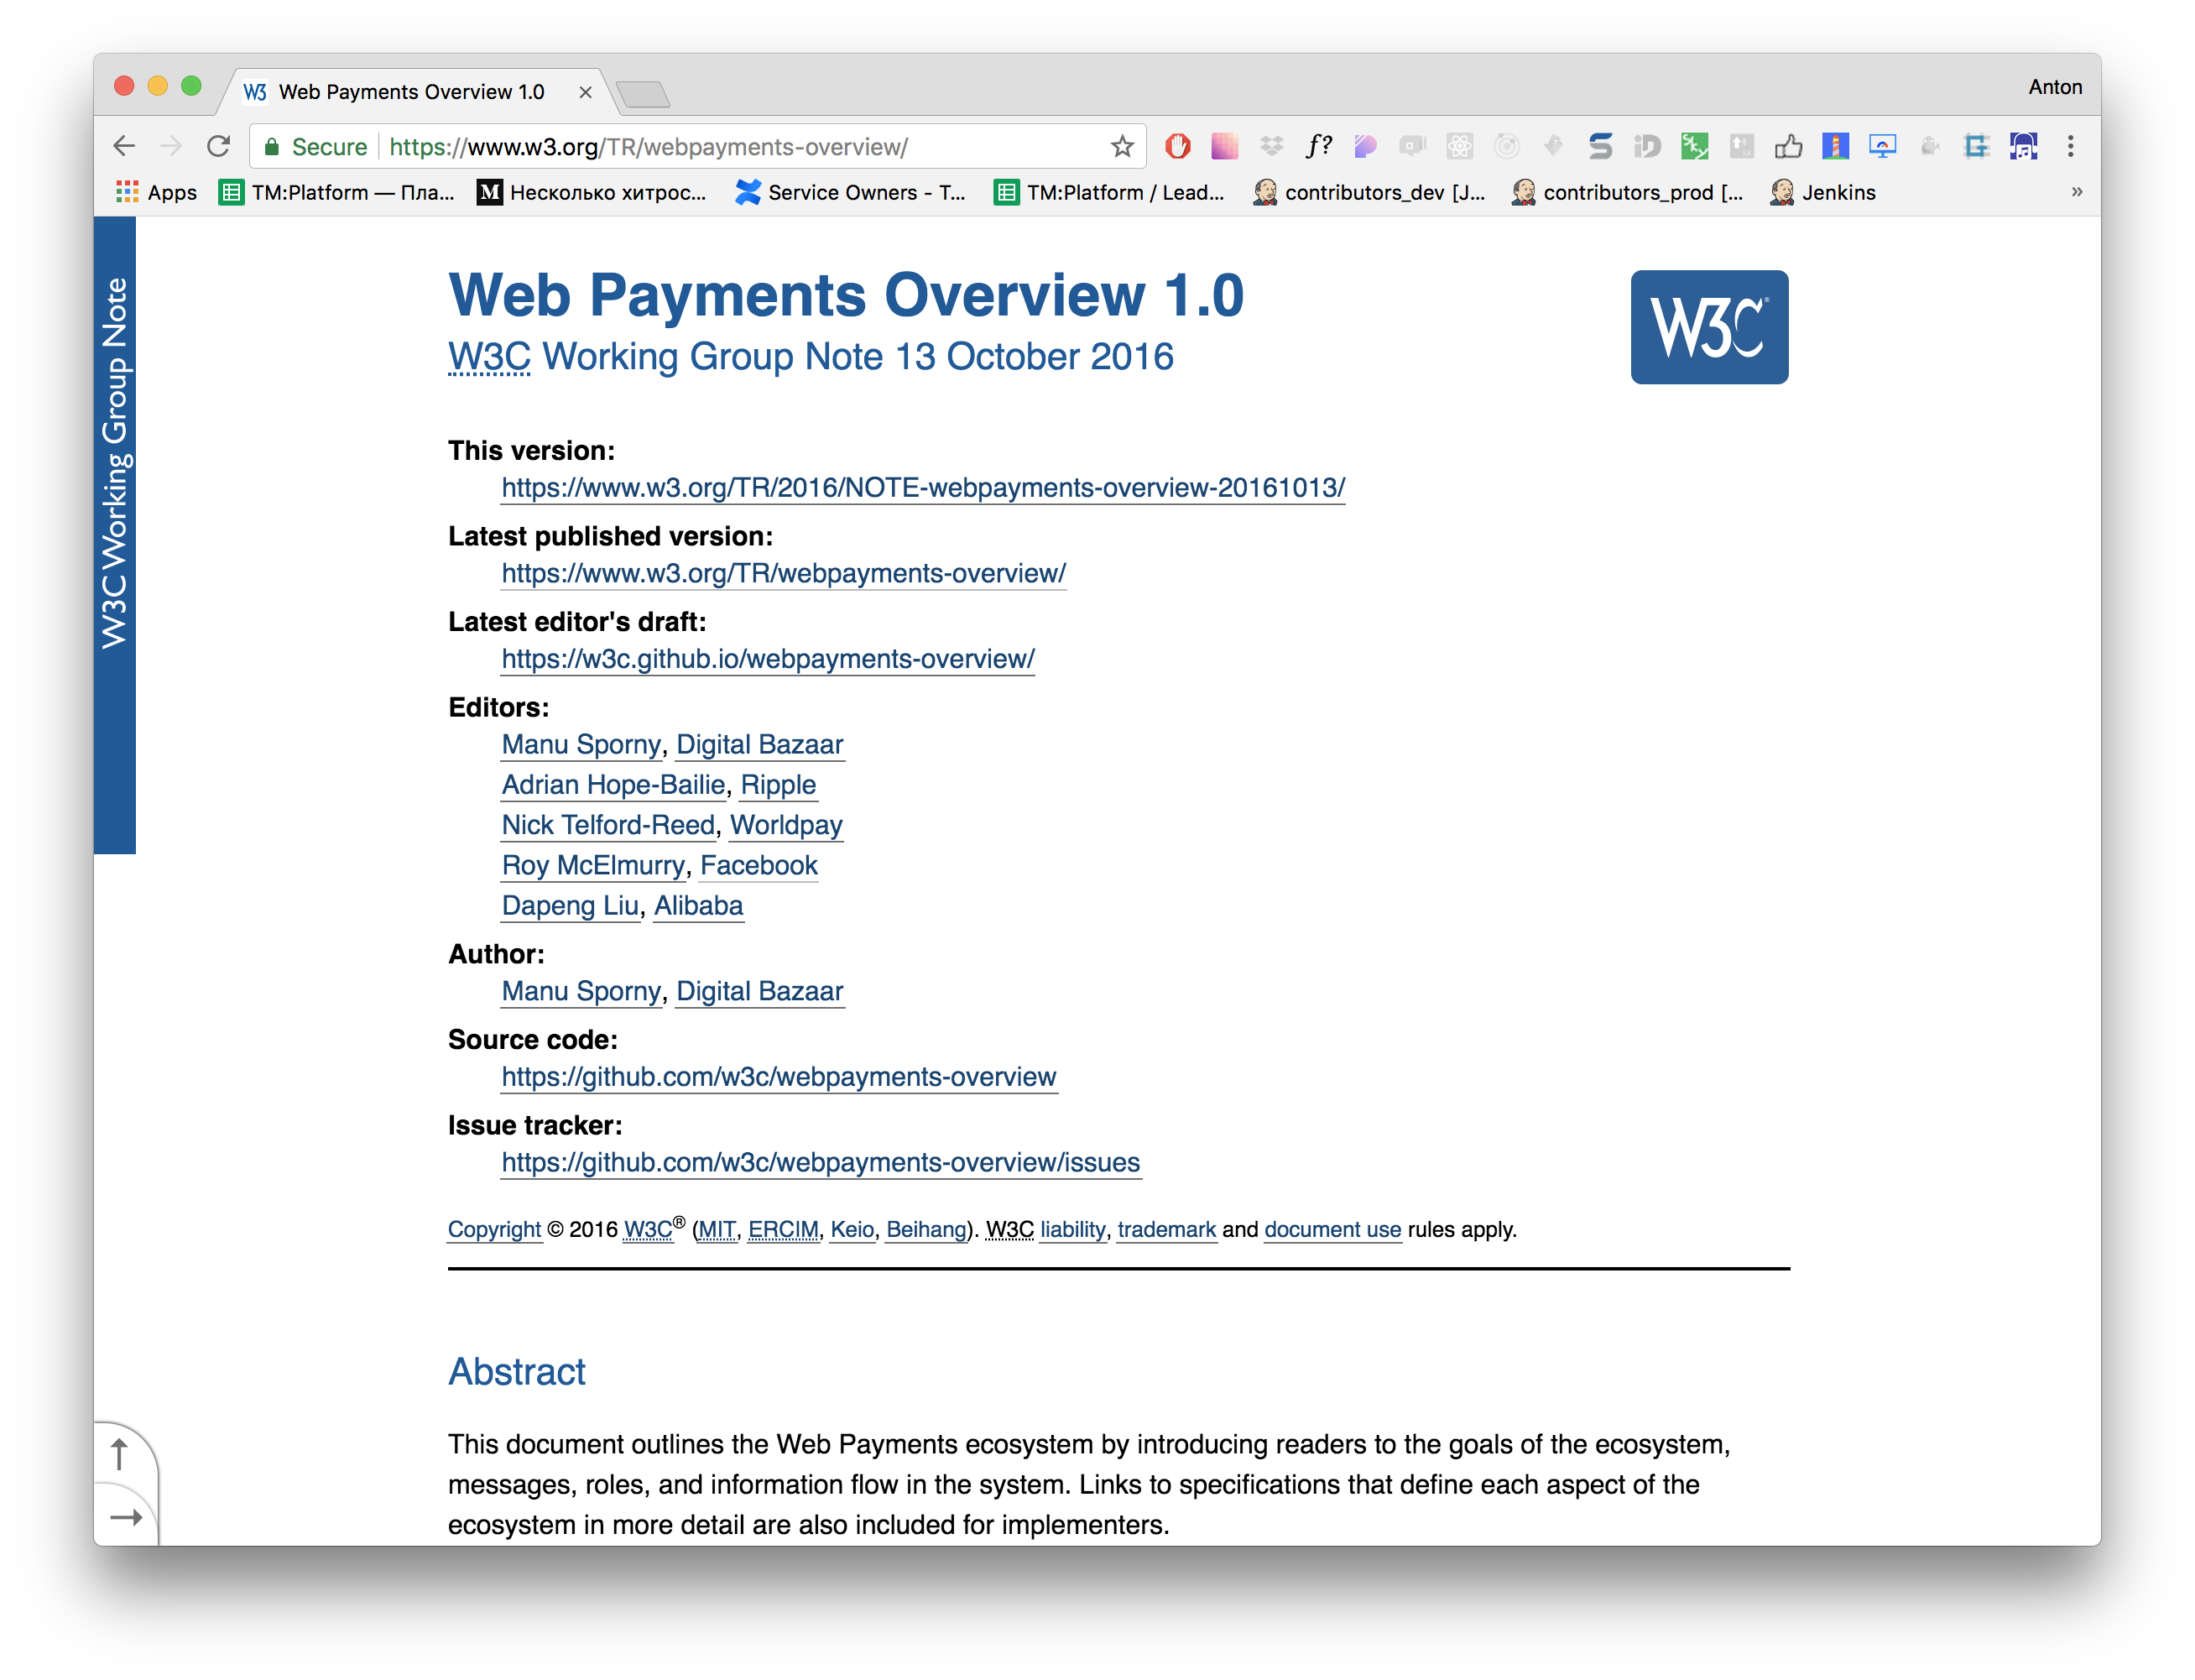 Web Payments Overview 1.0
Anton
Secure https://www.w3.org/TR/webpayments-overview/
Apps TM:Platform — Пла... Несколько хитрос... Service Owners - T... TM:Platform / Lead... contributors_dev [J... contributors_prod [... Jenkins »
W3C Working Group Note
Web Payments Overview 1.0
W3C
W3C Working Group Note 13 October 2016
This version:
https://www.w3.org/TR/2016/NOTE-webpayments-overview-20161013/
Latest published version:
https://www.w3.org/TR/webpayments-overview/
Latest editor's draft:
https://w3c.github.io/webpayments-overview/
Editors:
Manu Sporny, Digital Bazaar
Adrian Hope-Bailie, Ripple
Nick Telford-Reed, Worldpay
Roy McElmurry, Facebook
Dapeng Liu, Alibaba
Author:
Manu Sporny, Digital Bazaar
Source code:
https://github.com/w3c/webpayments-overview
Issue tracker:
https://github.com/w3c/webpayments-overview/issues
Copyright © 2016 W3C® (MIT, ERCIM, Keio, Beihang). W3C liability, trademark and document use rules apply.
Abstract
This document outlines the Web Payments ecosystem by introducing readers to the goals of the ecosystem,
messages, roles, and information flow in the system. Links to specifications that define each aspect of the
ecosystem in more detail are also included for implementers.